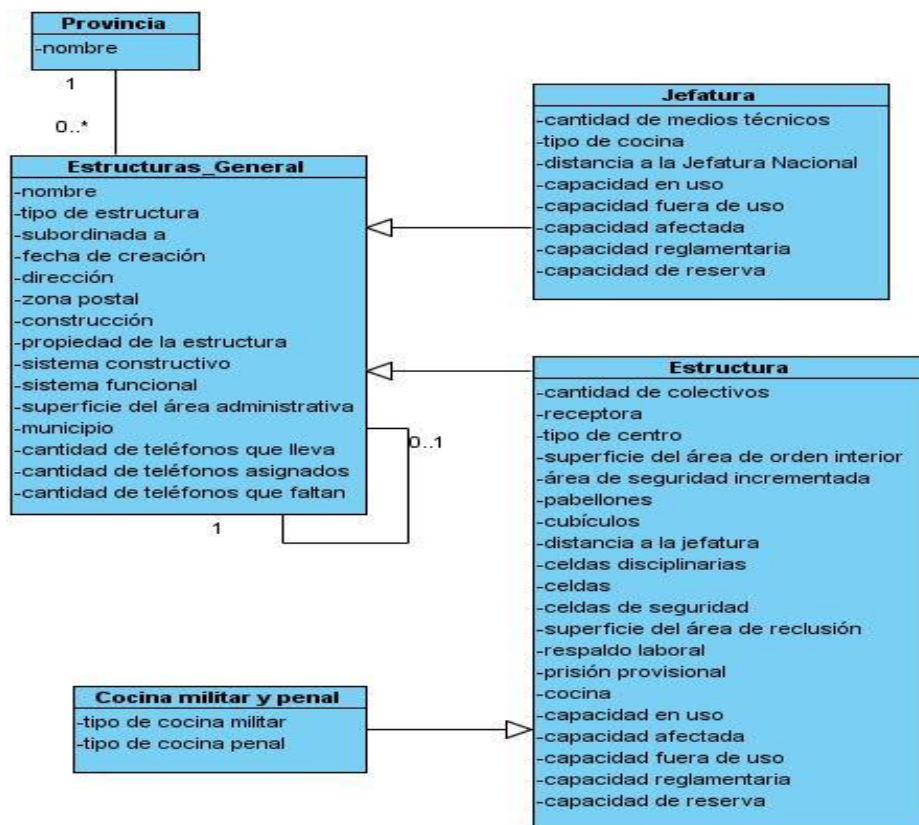 Provincia
-nombre
1
0..*
Estructuras_General
-nombre
-tipo de estructura
-subordinada a
-fecha de creación
-dirección
-zona postal
-construcción
-propiedad de la estructura
-sistema constructivo
-sistema funcional
-superficie del área administrativa
-municipio
-cantidad de teléfonos que lleva
-cantidad de teléfonos asignados
-cantidad de teléfonos que faltan
0..1
1
Jefatura
-cantidad de medios técnicos
-tipo de cocina
-distancia a la Jefatura Nacional
-capacidad en uso
-capacidad fuera de uso
-capacidad afectada
-capacidad reglamentaria
-capacidad de reserva
Estructura
-cantidad de colectivos
-receptora
-tipo de centro
-superficie del área de orden interior
-área de seguridad incrementada
-pabellones
-cubículos
-distancia a la jefatura
-celdas disciplinarias
-celdas
-celdas de seguridad
-superficie del área de reclusión
-respaldo laboral
-prisión provisional
-cocina
-capacidad en uso
-capacidad afectada
-capacidad fuera de uso
-capacidad reglamentaria
-capacidad de reserva
Cocina militar y penal
-tipo de cocina militar
-tipo de cocina penal